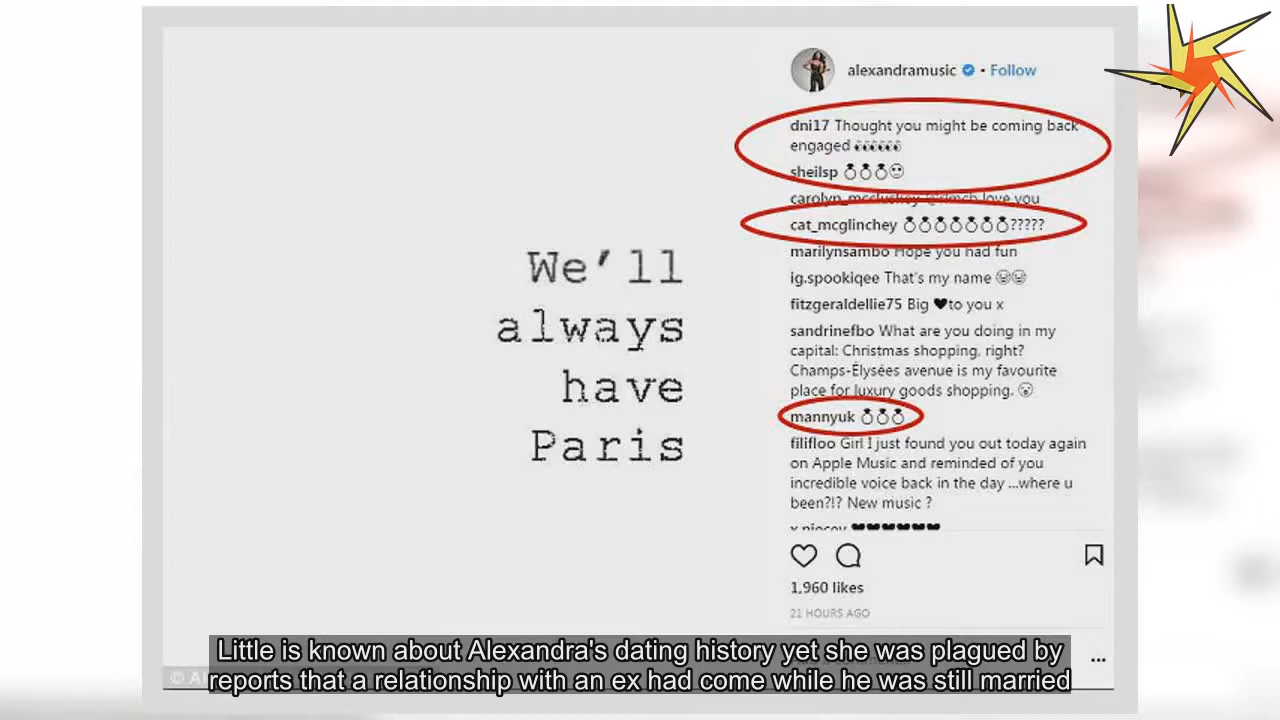 We'll
always
have
Paris
alexandramusic • Follow
dni17 Thought you might be coming back
engaged 👀👀👀
sheilsp 💍💍💍🙂
cat_mcglinchey 💍💍💍💍💍💍💍?????
marilynsambo Hope you had fun
ig.spookiqee That's my name
fitzgeraldellie75 Big ♥to you x
sandrinefbo What are you doing in my
capital: Christmas shopping, right?
Champs-Élysées avenue is my favourite
place for luxury goods shopping.
mannyuk 💍💍💍
filifloo Girl I just found you out today again
on Apple Music and reminded of you
incredible voice back in the day ...where u
been?!? New music ?
1,960 likes
21 HOURS AGO
Little is known about Alexandra's dating history yet she was plagued by
reports that a relationship with an ex had come while he was still married